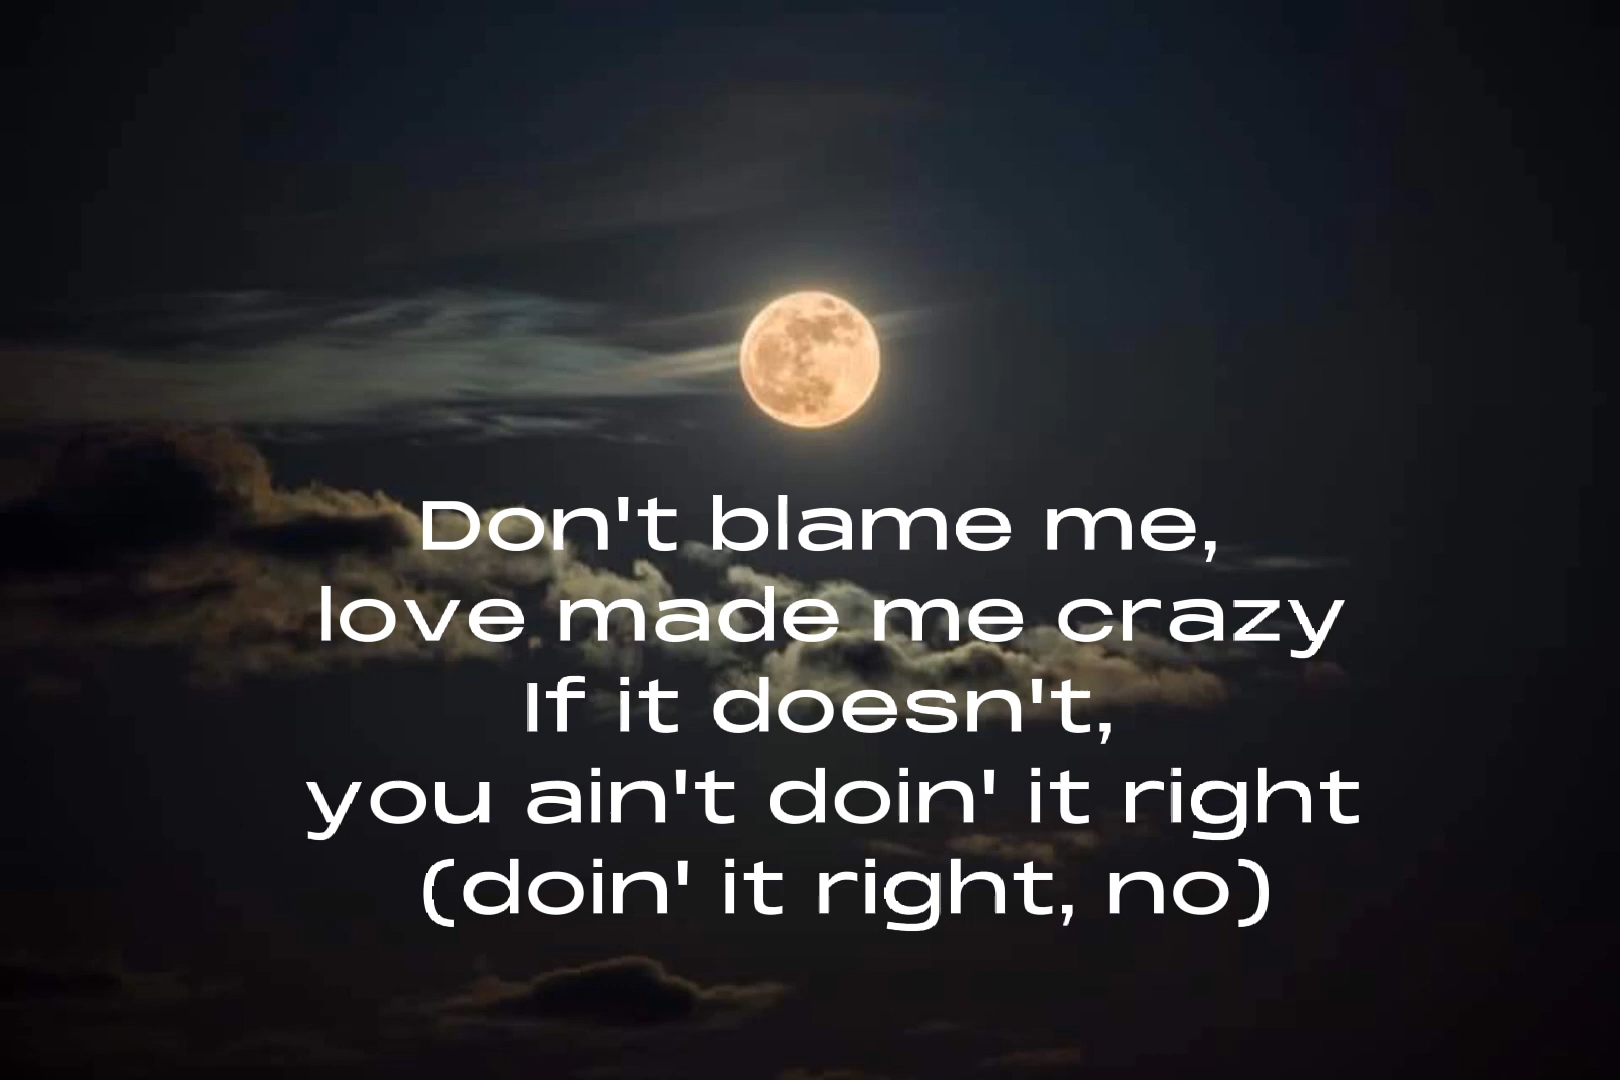 Don't blame me,
love made me crazy
If it doesn't,
you ain't doin' it right
(doin' it right, no)